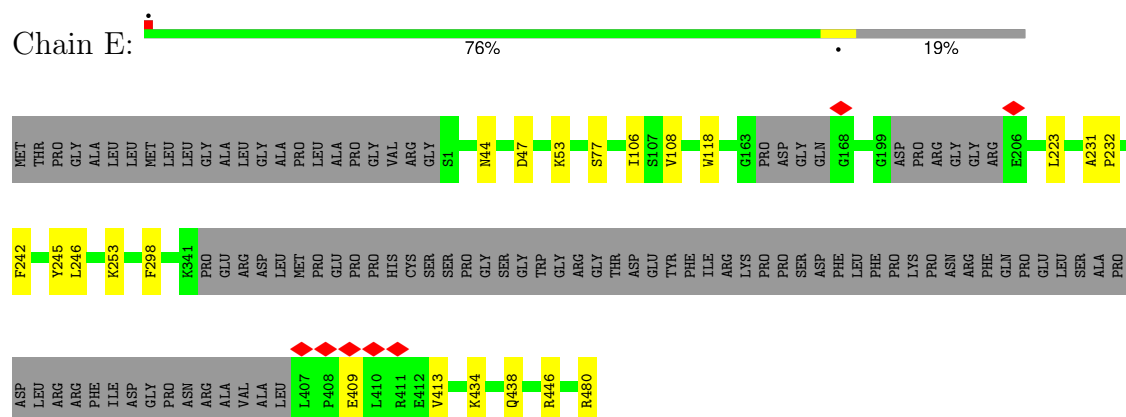 Chain E:
76%
•
19%
MET THR PRO GLY ALA LEU LEU MET LEU LEU GLY ALA LEU GLY ALA PRO LEU ALA PRO GLY VAL ARG GLY S1 N44 D47 K53 S77 I106 S107 V108 W118 G163 PRO ASP GLY GLN G168 G199 ASP PRO ARG GLY GLY ARG E206 L223 A231 P232
F242 Y245 L246 K253 F298 K341 PRO GLU ARG ASP LEU MET PRO GLU PRO PRO HIS CYS SER SER PRO GLY SER GLY TRP GLY ARG GLY THR ASP GLU TYR PHE ILE ARG LYS PRO PRO SER ASP PHE LEU PHE PRO LYS PRO ASN ARG PHE GLN PRO GLU LEU SER ALA PRO
ASP LEU ARG ARG PHE ILE ASP GLY PRO ASN ARG ALA VAL ALA LEU L407 P408 E409 L410 R411 E412 V413 K434 Q438 R446 R480